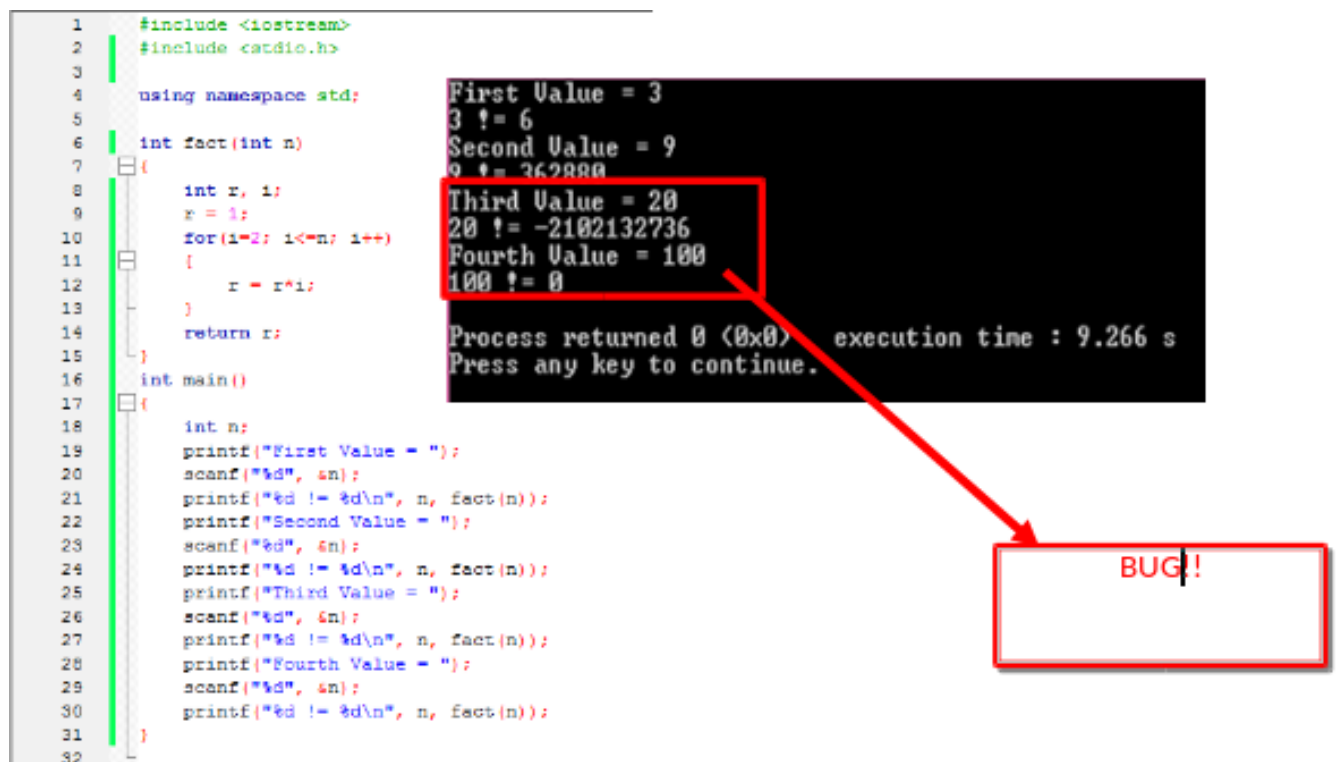 1 #include <iostream>
2 #include <stdio.h>
3
4 using namespace std;
5
6 int fact(int n)
7 {
8 int r, i;
9 r = 1;
10 for(i=2; i<=n; i++)
11 {
12 r = r*i;
13 }
14 return r;
15 }
16 int main()
17 {
18 int n;
19 printf("First Value = ");
20 scanf("%d", &n);
21 printf("%d != %d\n", n, fact(n));
22 printf("Second Value = ");
23 scanf("%d", &n);
24 printf("%d != %d\n", n, fact(n));
25 printf("Third Value = ");
26 scanf("%d", &n);
27 printf("%d != %d\n", n, fact(n));
28 printf("Fourth Value = ");
29 scanf("%d", &n);
30 printf("%d != %d\n", n, fact(n));
31 }
32
First Value = 3
3 != 6
Second Value = 9
9 != 362880
Third Value = 20
20 != -2102132736
Fourth Value = 100
100 != 0
Process returned 0 (0x0) execution time : 9.266 s
Press any key to continue.
BUG!!